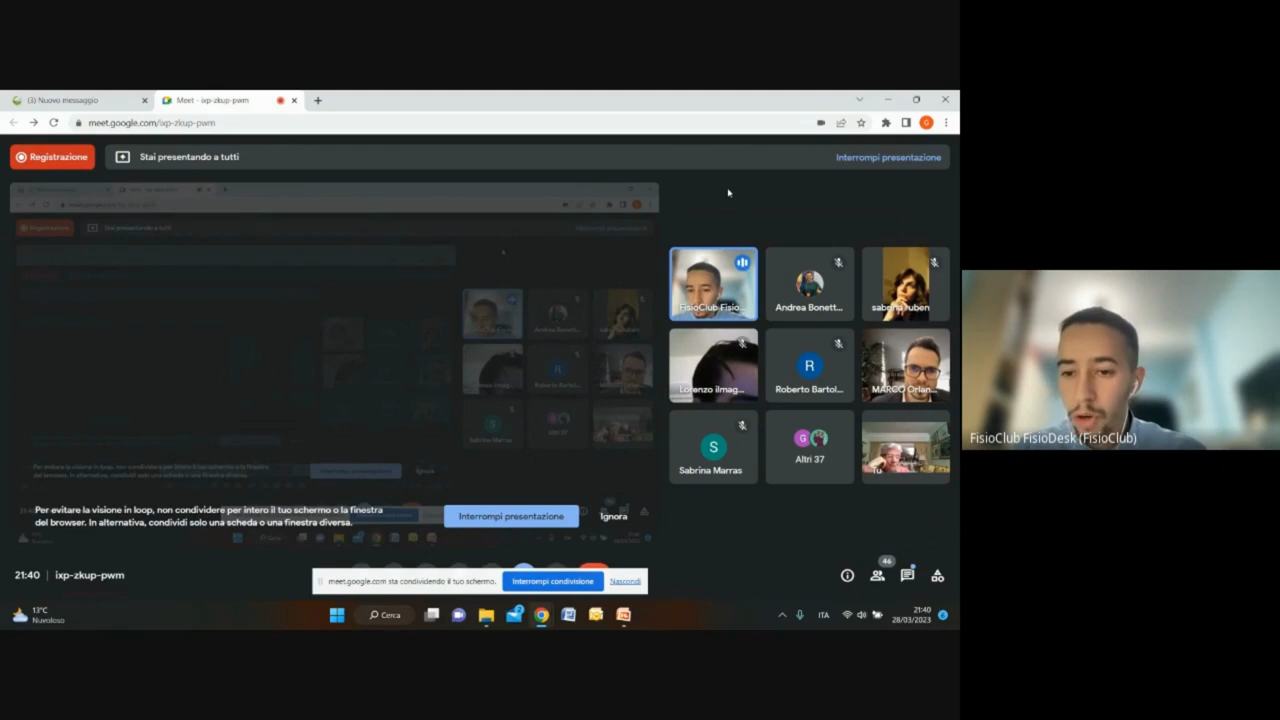 (3) Nuovo messaggio
Meet - ixp-zkup-pwm
meet.google.com/ixp-zkup-pwm
Registrazione
Stai presentando a tutti
Interrompi presentazione
FisioClub Fisio...
Andrea Bonett...
sabrina ruben
Lorenzo ilmag...
R
Roberto Bartol...
MARCO Orlan...
S
Sabrina Marras
G
Altri 37
Tu
Per evitare la visione in loop, non condividere per intero il tuo schermo o la finestra
del browser. In alternativa, condividi solo una scheda o una finestra diversa.
Interrompi presentazione
Ignora
21:40 | ixp-zkup-pwm
meet.google.com sta condividendo il tuo schermo.
Interrompi condivisione
Nascondi
46
13°C
Nuvoloso
Cerca
ITA
21:40
28/03/2023
FisioClub FisioDesk (FisioClub)